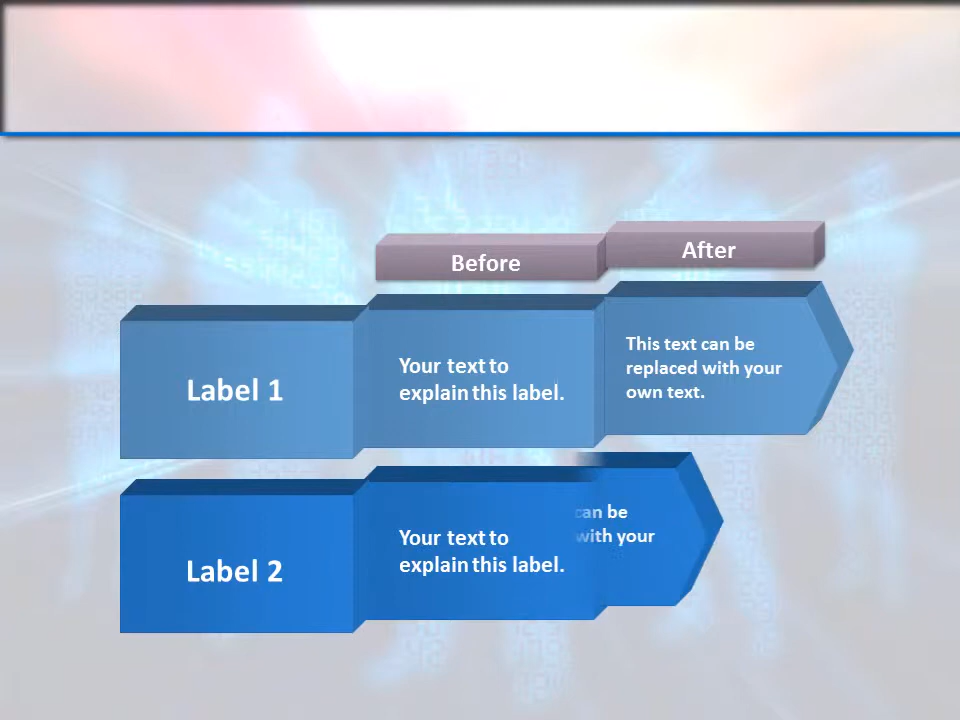 Before
After
Label 1
Your text to
explain this label.
This text can be
replaced with your
own text.
Label 2
Your text to
explain this label.
can be
with your